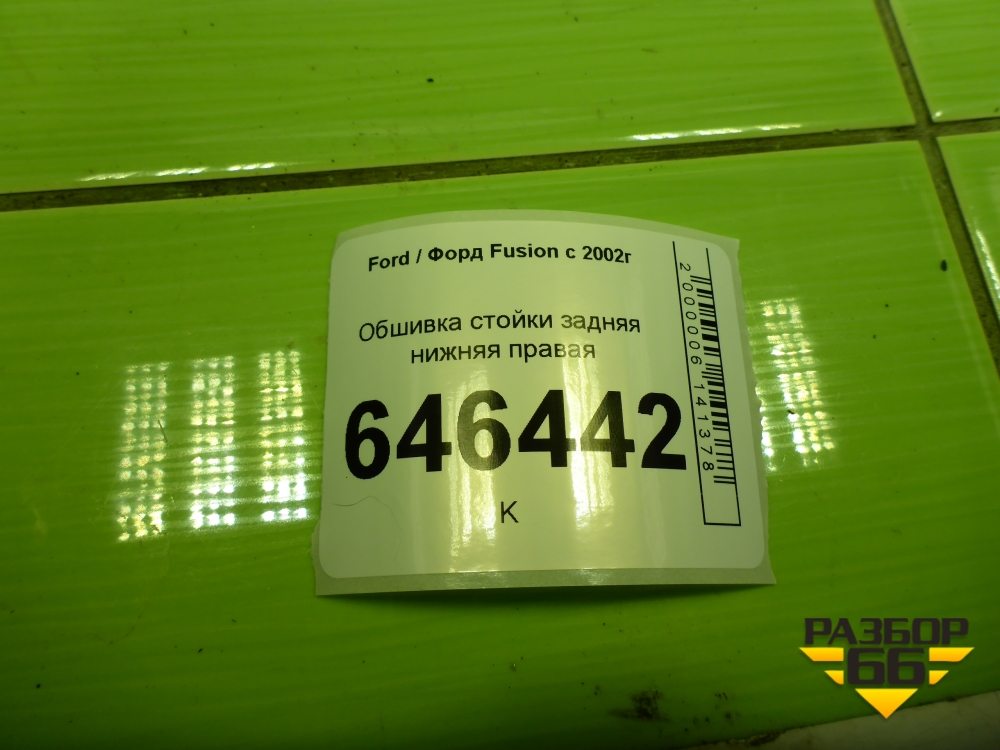 Ford / Форд Fusion с 2002г
Обшивка стойки задняя
нижняя правая
646442
К
2000006141378
РАЗБОР
66